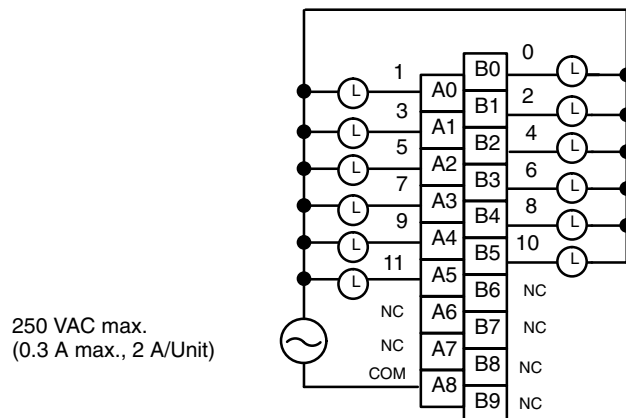 0
B0
L
1
L
A0
2
B1
L
3
L
A1
4
B2
L
5
L
A2
6
B3
L
7
L
A3
8
B4
L
9
L
A4
10
B5
L
11
L
A5
B6
NC
NC
A6
B7
NC
250 VAC max.
(0.3 A max., 2 A/Unit)
NC
A7
B8
NC
COM
A8
B9
NC